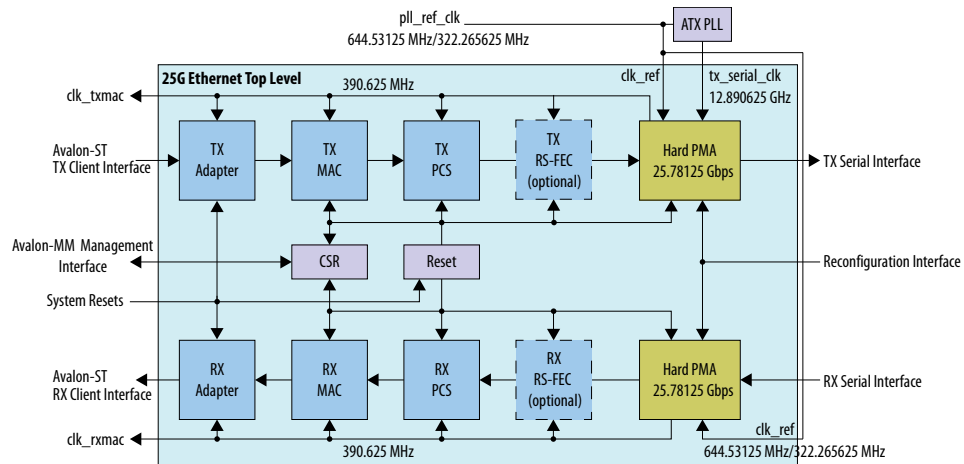 pll_ref_clk
644.53125 MHz/322.265625 MHz
ATX PLL
25G Ethernet Top Level
390.625 MHz
clk_ref
tx_serial_clk
12.890625 GHz
clk_txmac
Avalon-ST
TX Client Interface
TX
Adapter
TX
MAC
TX
PCS
TX
RS-FEC
(optional)
Hard PMA
25.78125 Gbps
TX Serial Interface
Avalon-MM Management
Interface
CSR
Reset
Reconfiguration Interface
System Resets
Avalon-ST
RX Client Interface
RX
Adapter
RX
MAC
RX
PCS
RX
RS-FEC
(optional)
Hard PMA
25.78125 Gbps
RX Serial Interface
clk_rxmac
390.625 MHz
clk_ref
644.53125 MHz/322.265625 MHz